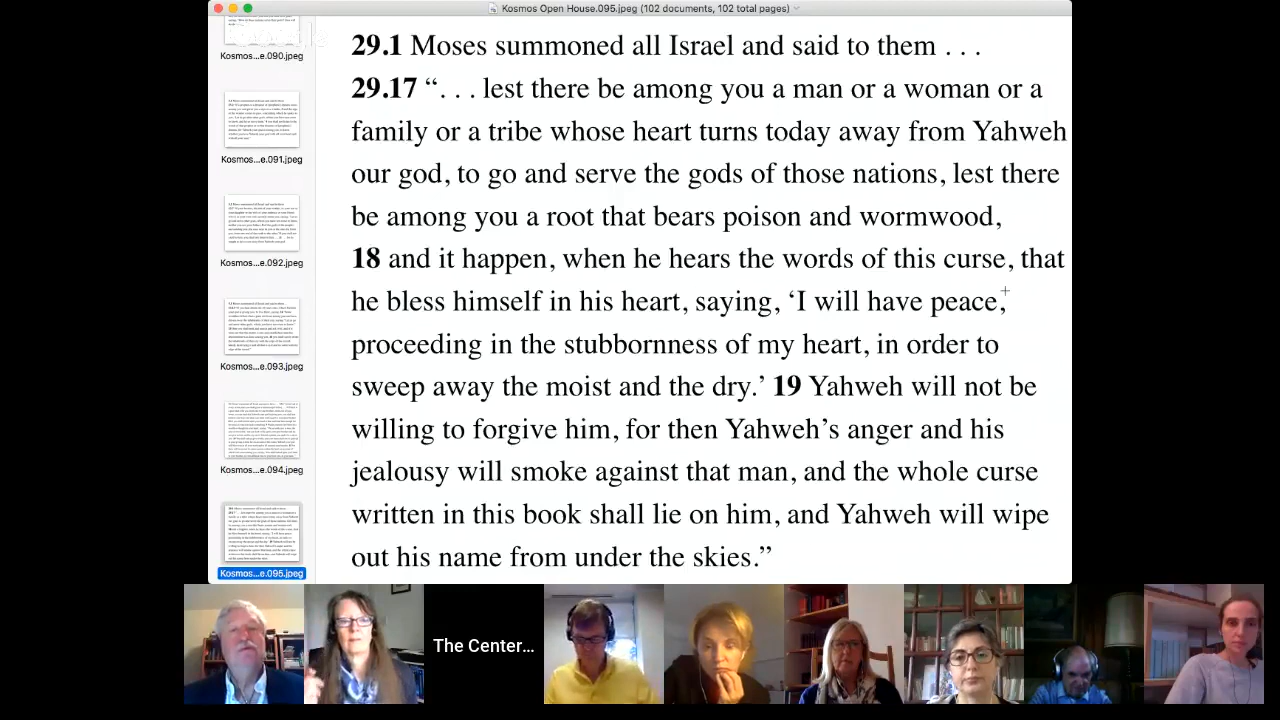 Kosmos Open House.095.jpeg (102 documents, 102 total pages)
Kosmos...e.090.jpeg
Kosmos...e.091.jpeg
Kosmos...e.092.jpeg
Kosmos...e.093.jpeg
Kosmos...e.094.jpeg
Kosmos...e.095.jpeg
29.1 Moses summoned all Israel and said to them . . .
29.17 “. . . lest there be among you a man or a woman or a
family or a tribe whose heart turns today away from Yahweh
our god, to go and serve the gods of those nations, lest there
be among you a root that bears poison and wormwood,
18 and it happen, when he hears the words of this curse, that
he bless himself in his heart, saying, ‘I will have peace,
proceeding in the stubbornness of my heart, in order to
sweep away the moist and the dry.’ 19 Yahweh will not be
willing to forgive him, for then Yahweh’s anger and his
jealousy will smoke against that man, and the whole curse
written in this book shall lie on him, and Yahweh will wipe
out his name from under the skies.”
The Center...